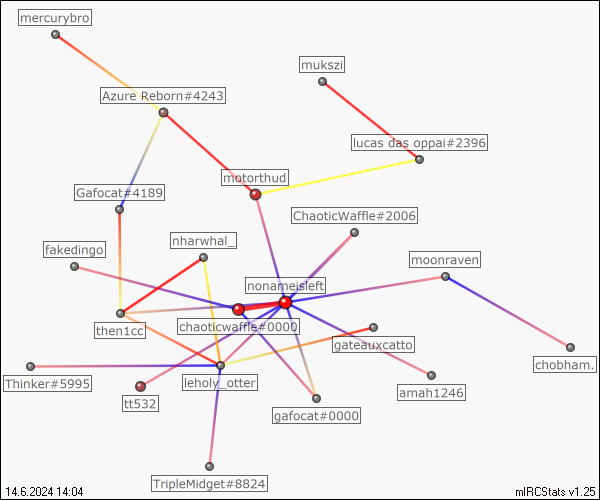 mercurybro
mukszi
Azure Reborn#4243
lucas das oppai#2396
motorthud
Gafocat#4189
ChaoticWaffle#2006
nharwhal_
fakedingo
moonraven
nonameisleft
chaoticwaffle#0000
then1cc
gateauxcatto
chobham.
Thinker#5995
leholy_otter
amah1246
tt532
gafocat#0000
TripleMidget#8824
14.6.2024 14:04
mIRCStats v1.25